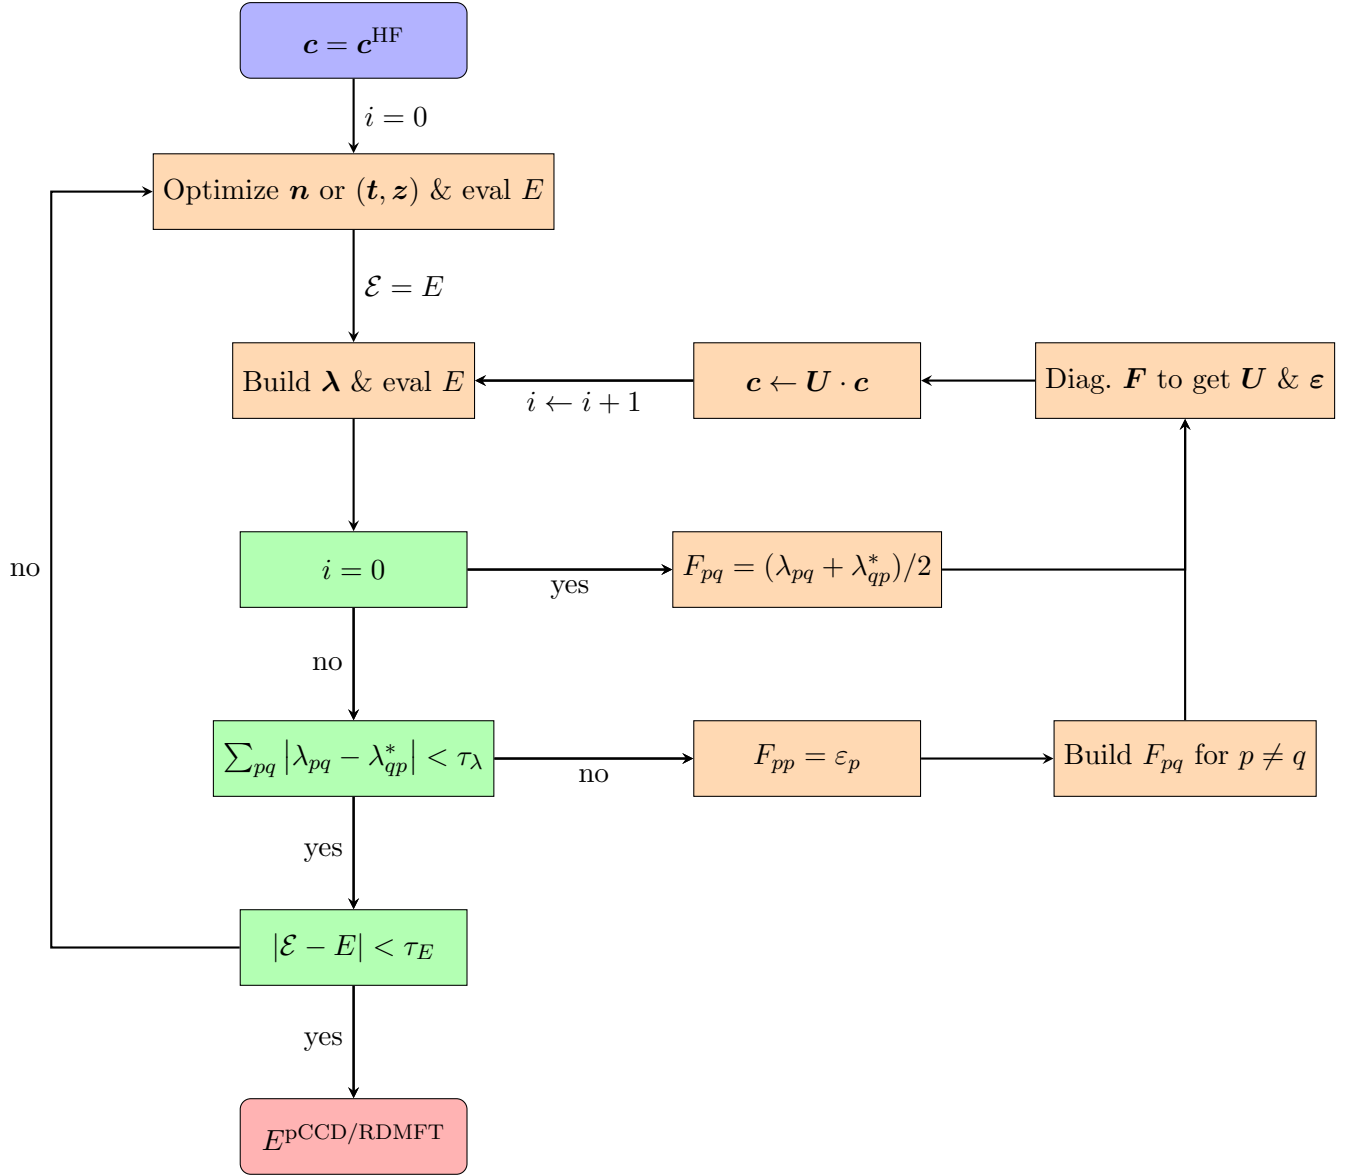 c = c^HF
i = 0
Optimize n or (t, z) & eval E
ℰ = E
Build λ & eval E
i ← i + 1
c ← U · c
Diag. F to get U & ε
no
i = 0
yes
F_pq = (λ_pq + λ*_qp)/2
no
∑_pq |λ_pq − λ*_qp| < τ_λ
no
F_pp = ε_p
Build F_pq for p ≠ q
yes
|ℰ − E| < τ_E
yes
E^pCCD/RDMFT